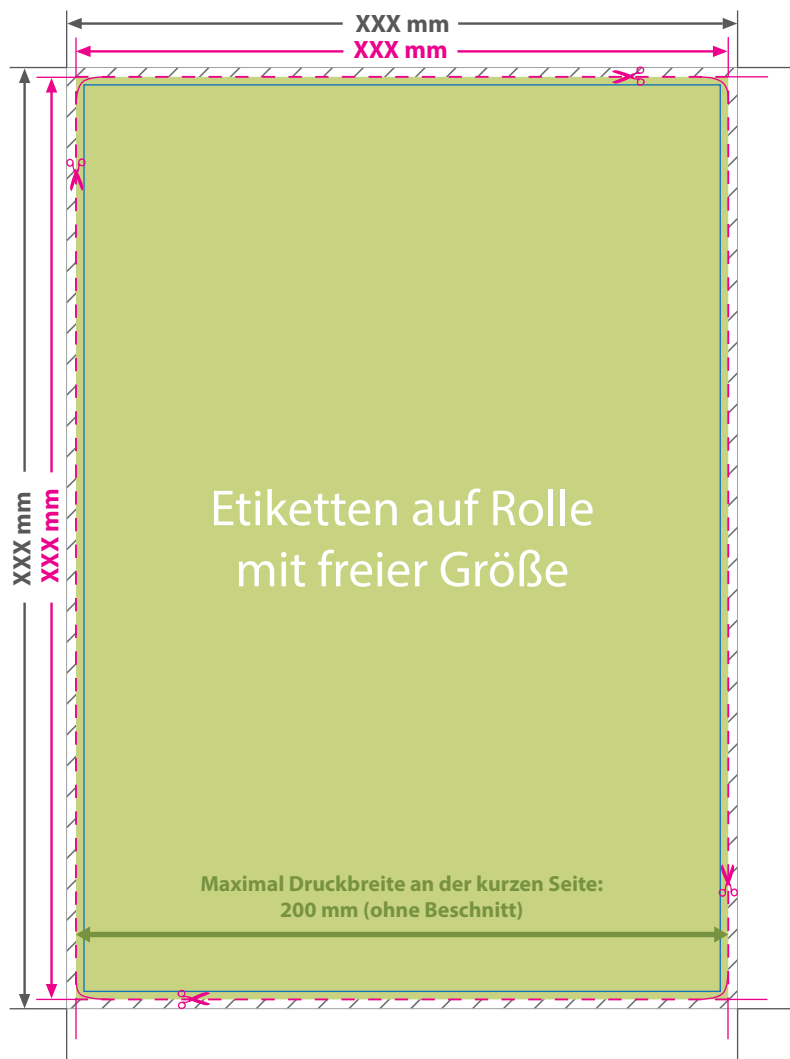 XXX mm
XXX mm
XXX mm
XXX mm
Etiketten auf Rolle
mit freier Größe
Maximal Druckbreite an der kurzen Seite:
200 mm (ohne Beschnitt)